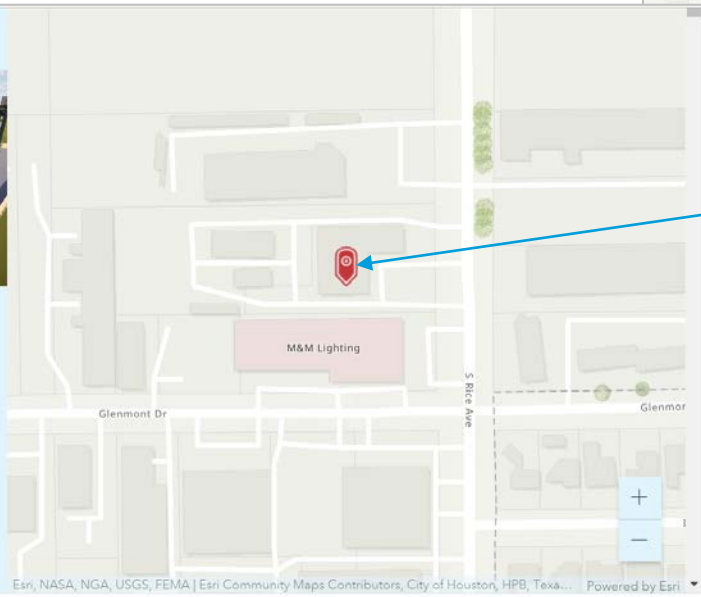 M&M Lighting
S Rice Ave
Glenmont Dr
Glenmor
+
−
Esri, NASA, NGA, USGS, FEMA | Esri Community Maps Contributors, City of Houston, HPB, Texa... Powered by Esri